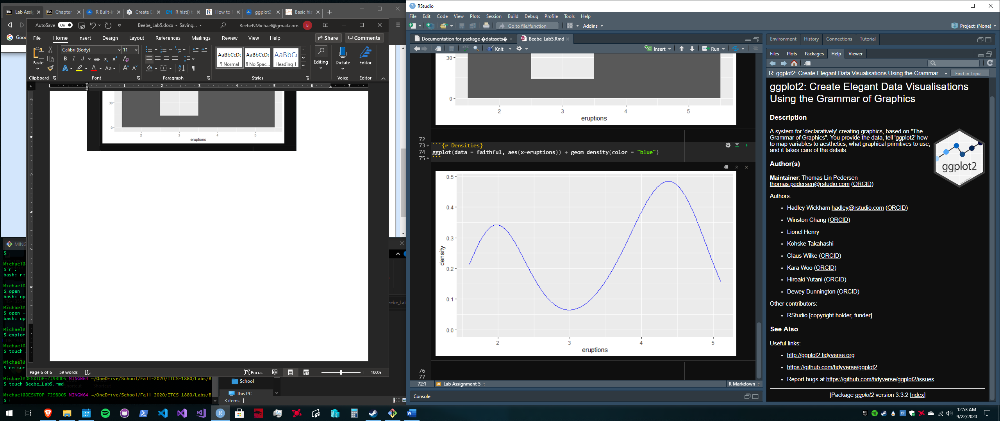 Lab Assi
Chapter
R Built-i
Create E
R hist() t
How to
ggplot2
Basic his
Goog
AutoSave
On
Beebe_Lab5.docx - Saving...
BeebeNMichael@gmail.com
B
File
Home
Insert
Design
Layout
References
Mailings
Review
View
Help
Share
Comments
Paste
Calibri (Body)
11
AaBbCcDc
AaBbCcDc
AaBbCc
¶ Normal
¶ No Spac...
Heading 1
Editing
Dictate
Editor
Clipboard
Font
Paragraph
Styles
Voice
Editor
30
0
2
3
4
5
eruptions
Page 6 of 6
59 words
Focus
100%
MING
$
Michael@
$ r .
bash: r:
Michael@
$ open
bash: ope
Michael@
$ open -a
bash: ope
Michael@
$ explor
Michael@
$ touch s
Michael@
$ rm scri
Michael@DESKTOP-7J9BDO5 MINGW64 ~/OneDrive/School/Fall-2020/ITCS-1880/Labs/B
$ touch Beebe_Lab5.rmd
Michael@DESKTOP-7J9BDO5 MINGW64 ~/OneDrive/School/Fall-2020/ITCS-1880/Labs/B
$
eebe_Lab
School
This PC
3 items
RStudio
File
Edit
Code
View
Plots
Session
Build
Debug
Profile
Tools
Help
Go to file/function
Addins
Project: (None)
Documentation for package �datasets�
Beebe_Lab5.Rmd
Knit
Insert
Run
30
0
2
3
4
5
eruptions
72
73 ```{r Densities}
74 ggplot(data = faithful, aes(x=eruptions)) + geom_density(color = "blue")
75 ```
0.5
0.4
0.3
0.2
0.1
0.0
density
2
3
4
5
eruptions
76
77
72:1
Lab Assignment 5
R Markdown
Console
Environment
History
Connections
Tutorial
Files
Plots
Packages
Help
Viewer
R: ggplot2: Create Elegant Data Visualisations Using the Grammar...
Find in Topic
ggplot2: Create Elegant Data Visualisations
Using the Grammar of Graphics
Description
A system for 'declaratively' creating graphics, based on "The
Grammar of Graphics". You provide the data, tell 'ggplot2' how
to map variables to aesthetics, what graphical primitives to use,
and it takes care of the details.
ggplot2
Author(s)
Maintainer: Thomas Lin Pedersen
thomas.pedersen@rstudio.com (ORCID)
Authors:
• Hadley Wickham hadley@rstudio.com (ORCID)
• Winston Chang (ORCID)
• Lionel Henry
• Kohske Takahashi
• Claus Wilke (ORCID)
• Kara Woo (ORCID)
• Hiroaki Yutani (ORCID)
• Dewey Dunnington (ORCID)
Other contributors:
• RStudio [copyright holder, funder]
See Also
Useful links:
• http://ggplot2.tidyverse.org
• https://github.com/tidyverse/ggplot2
• Report bugs at https://github.com/tidyverse/ggplot2/issues
[Package ggplot2 version 3.3.2 Index]
12:53 AM
9/22/2020